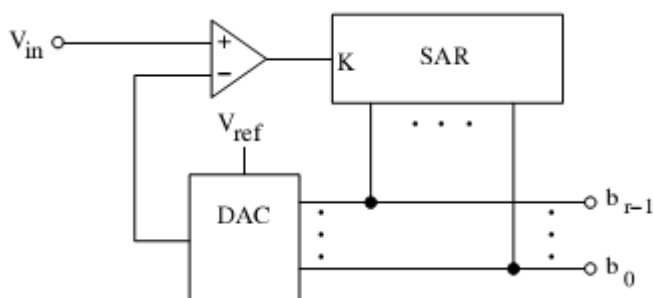 V_in
+
−
K
SAR
V_ref
DAC
b_r−1
b_0